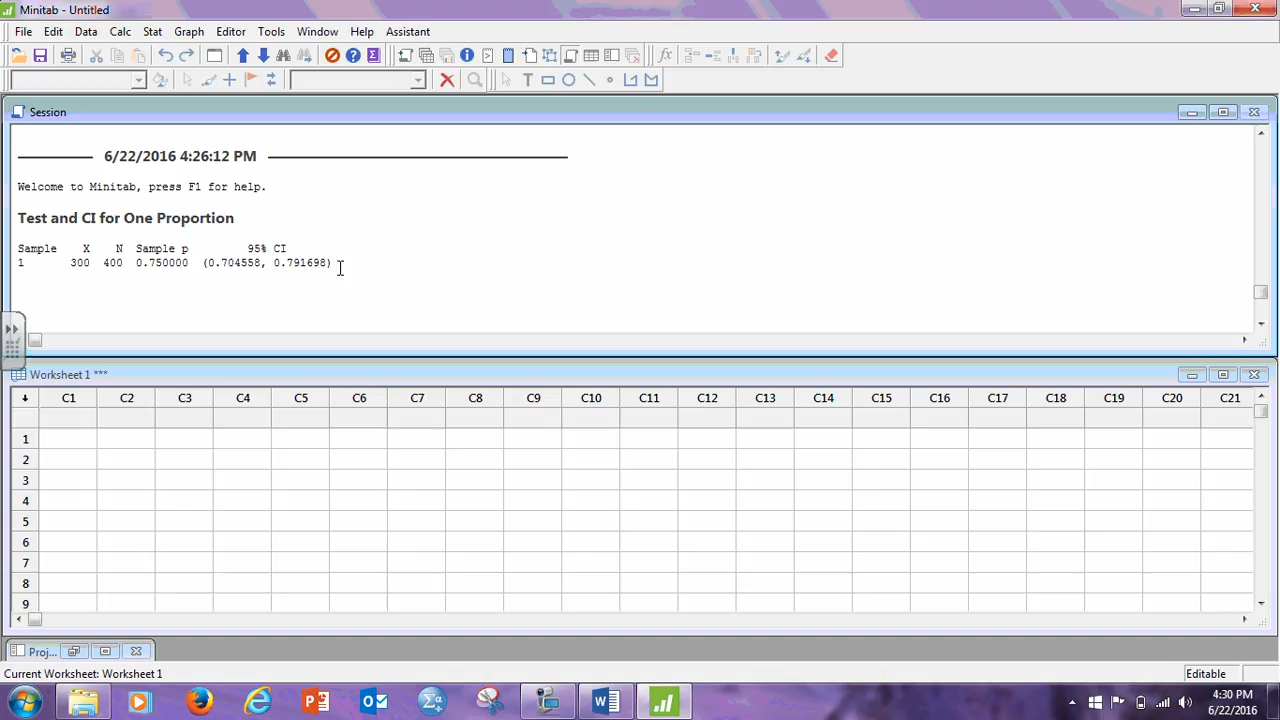 Minitab - Untitled
File Edit Data Calc Stat Graph Editor Tools Window Help Assistant
Session
6/22/2016 4:26:12 PM
Welcome to Minitab, press F1 for help.
Test and CI for One Proportion
Sample X N Sample p 95% CI
1 300 400 0.750000 (0.704558, 0.791698)
Worksheet 1 ***
C1 C2 C3 C4 C5 C6 C7 C8 C9 C10 C11 C12 C13 C14 C15 C16 C17 C18 C19 C20 C21
1
2
3
4
5
6
7
8
9
Proj...
Current Worksheet: Worksheet 1
Editable
4:30 PM
6/22/2016